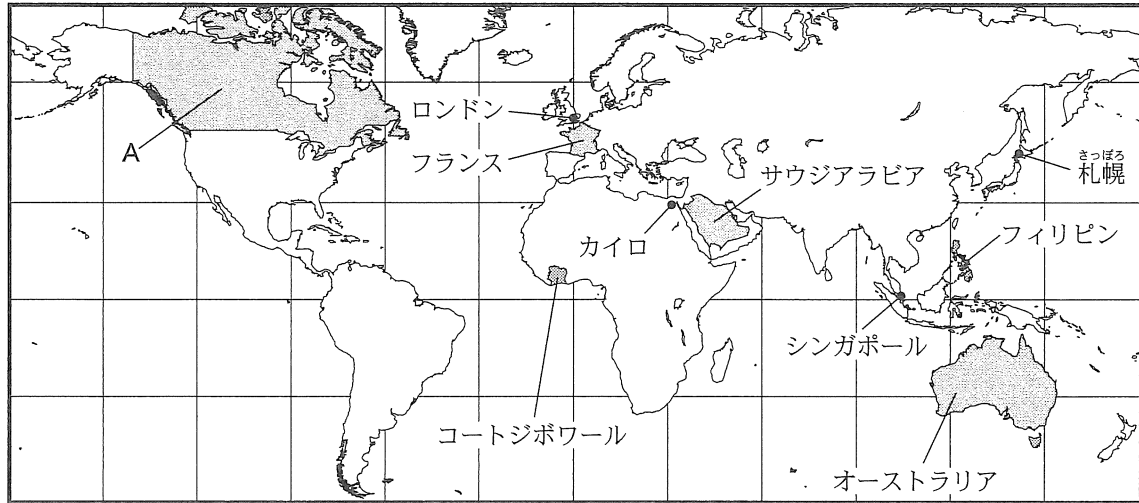 ロンドン
A
フランス
さっぽろ
札幌
サウジアラビア
カイロ
フィリピン
シンガポール
コートジボワール
オーストラリア